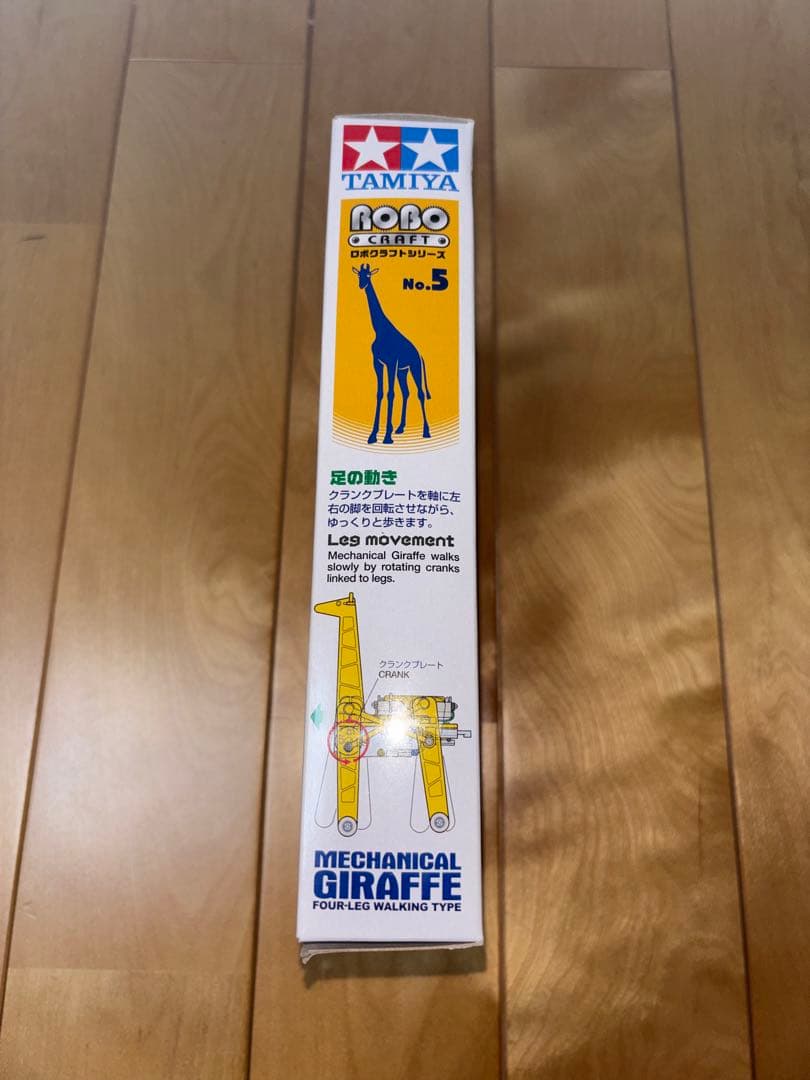 TAMIYA
ROBO
CRAFT
ロボクラフトシリーズ
No.5
足の動き
クランクプレートを軸に左
右の脚を回転させながら、
ゆっくりと歩きます。
Leg movement
Mechanical Giraffe walks
slowly by rotating cranks
linked to legs.
クランクプレート
CRANK
MECHANICAL
GIRAFFE
FOUR-LEG WALKING TYPE